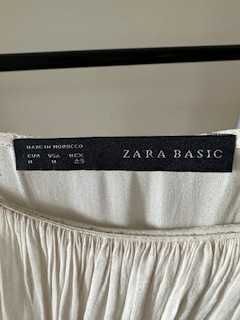 MADE IN MOROCCO
EUR USA MEX
M M 28
ZARA BASIC